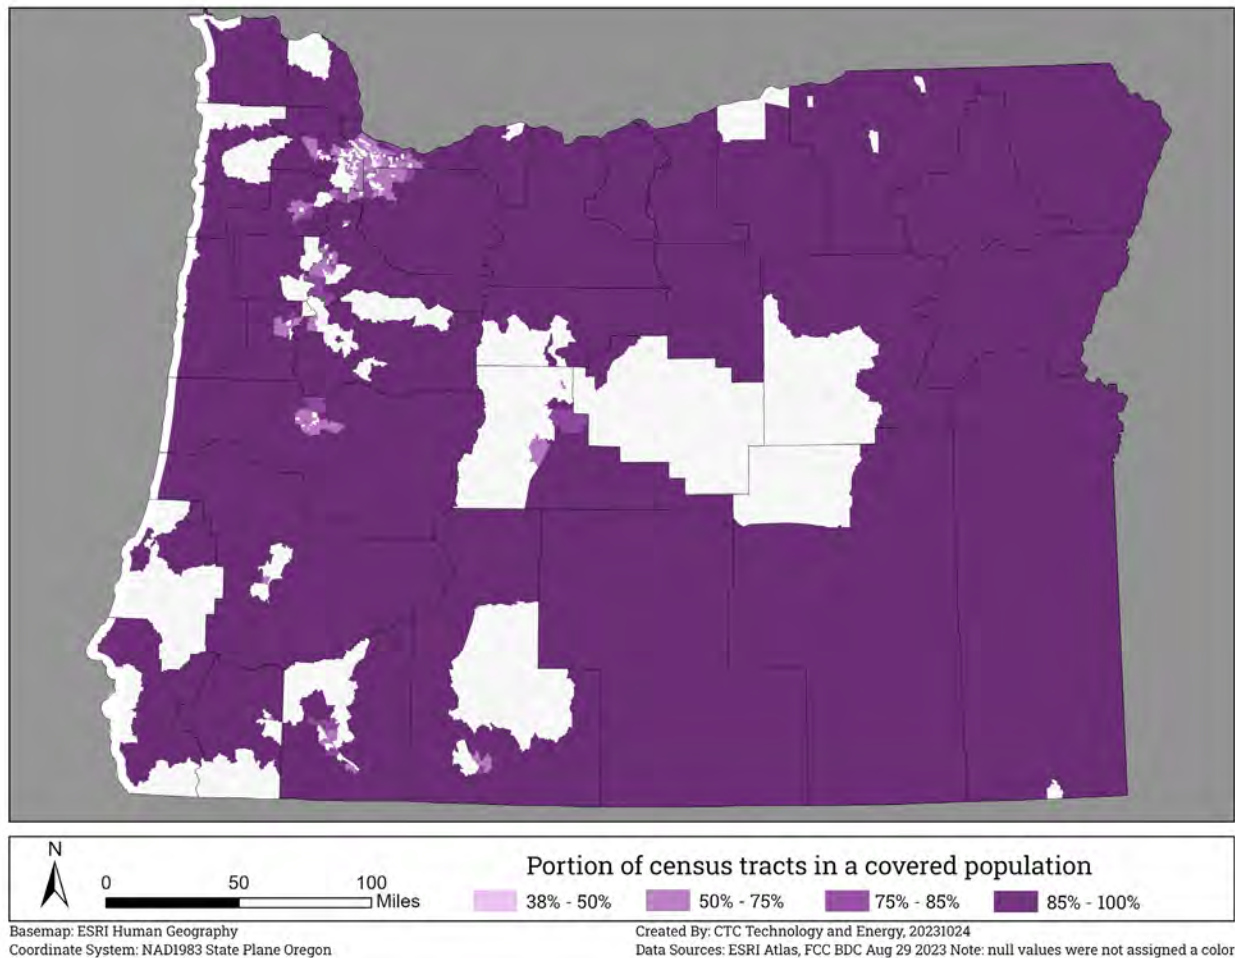 Portion of census tracts in a covered population
N
0 50 100
Miles
38% - 50% 50% - 75% 75% - 85% 85% - 100%
Basemap: ESRI Human Geography
Coordinate System: NAD1983 State Plane Oregon
Created By: CTC Technology and Energy, 20231024
Data Sources: ESRI Atlas, FCC BDC Aug 29 2023 Note: null values were not assigned a color